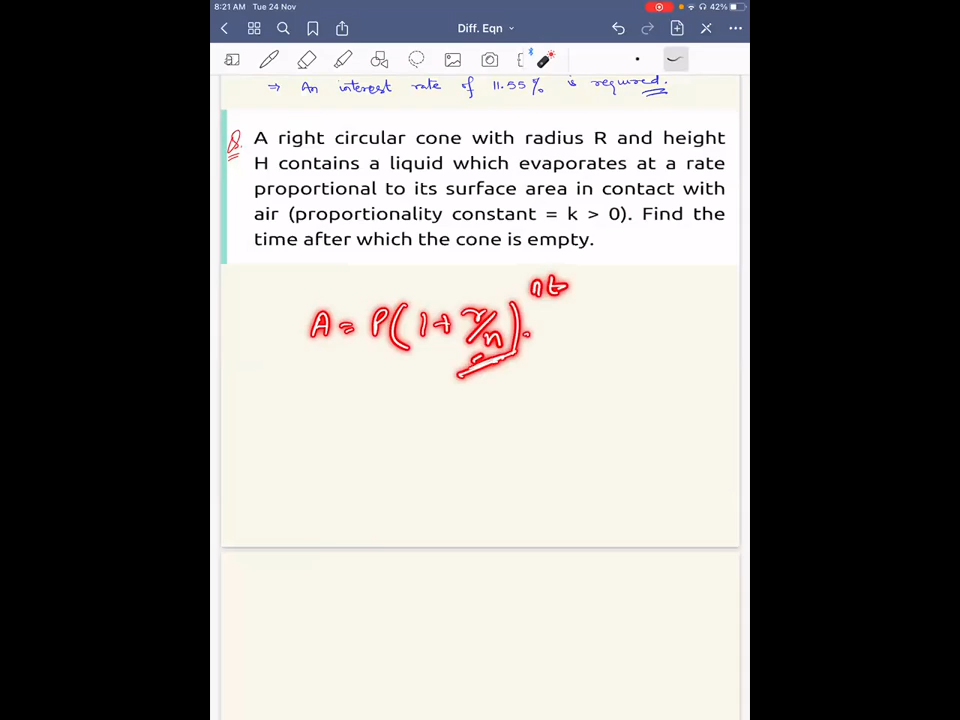 8:21 AM Tue 24 Nov 42%
Diff. Eqn
⇒ An interest rate of 11.55% is required.
Q. A right circular cone with radius R and height
H contains a liquid which evaporates at a rate
proportional to its surface area in contact with
air (proportionality constant = k > 0). Find the
time after which the cone is empty.
A = P(1 + r/n)^nt.